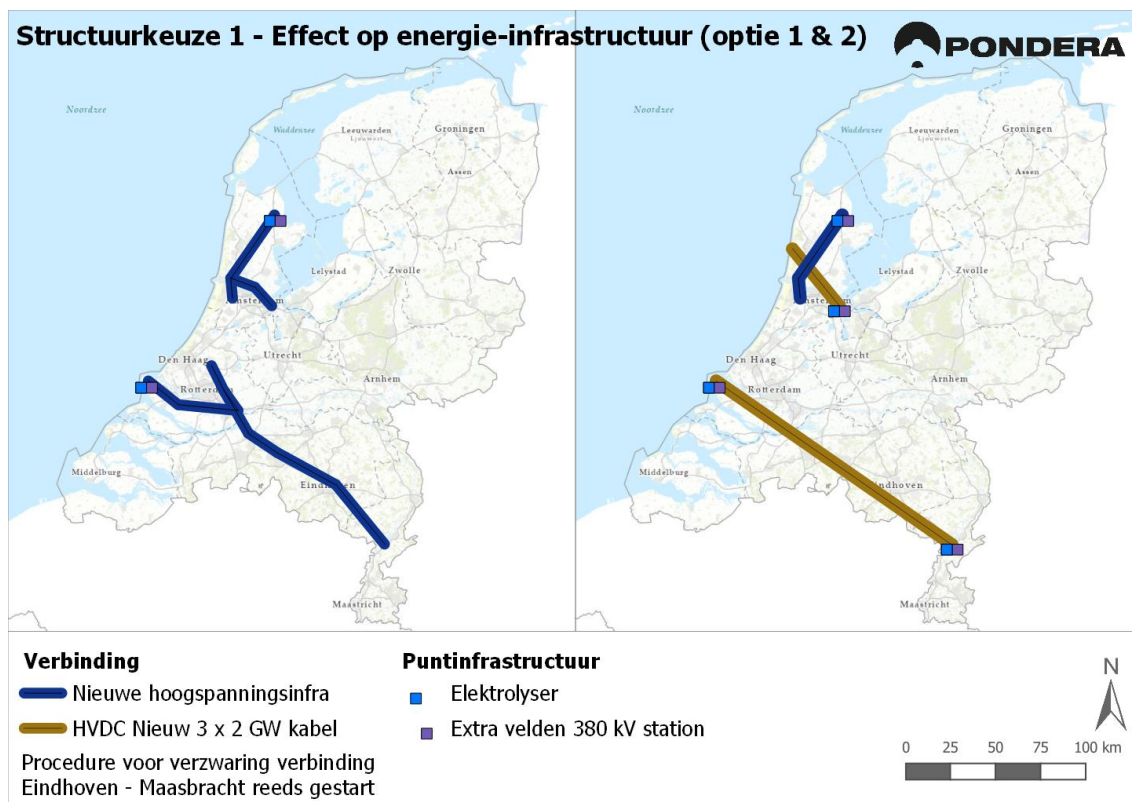 Structuurkeuze 1 - Effect op energie-infrastructuur (optie 1 & 2)
PONDERA
Noordzee
Waddenzee
Leeuwarden
Ljouwert
Groningen
Assen
Lelystad
Zwolle
Amsterdam
Den Haag
Utrecht
Arnhem
Rotterdam
Middelburg
Eindhoven
Maastricht
Noordzee
Waddenzee
Leeuwarden
Ljouwert
Groningen
Assen
Lelystad
Zwolle
Amsterdam
Den Haag
Utrecht
Arnhem
Rotterdam
Middelburg
Eindhoven
Maastricht
Verbinding
Nieuwe hoogspanningsinfra
HVDC Nieuw 3 x 2 GW kabel
Procedure voor verzwaring verbinding
Eindhoven - Maasbracht reeds gestart
Puntinfrastructuur
Elektrolyser
Extra velden 380 kV station
N
0 25 50 75 100 km